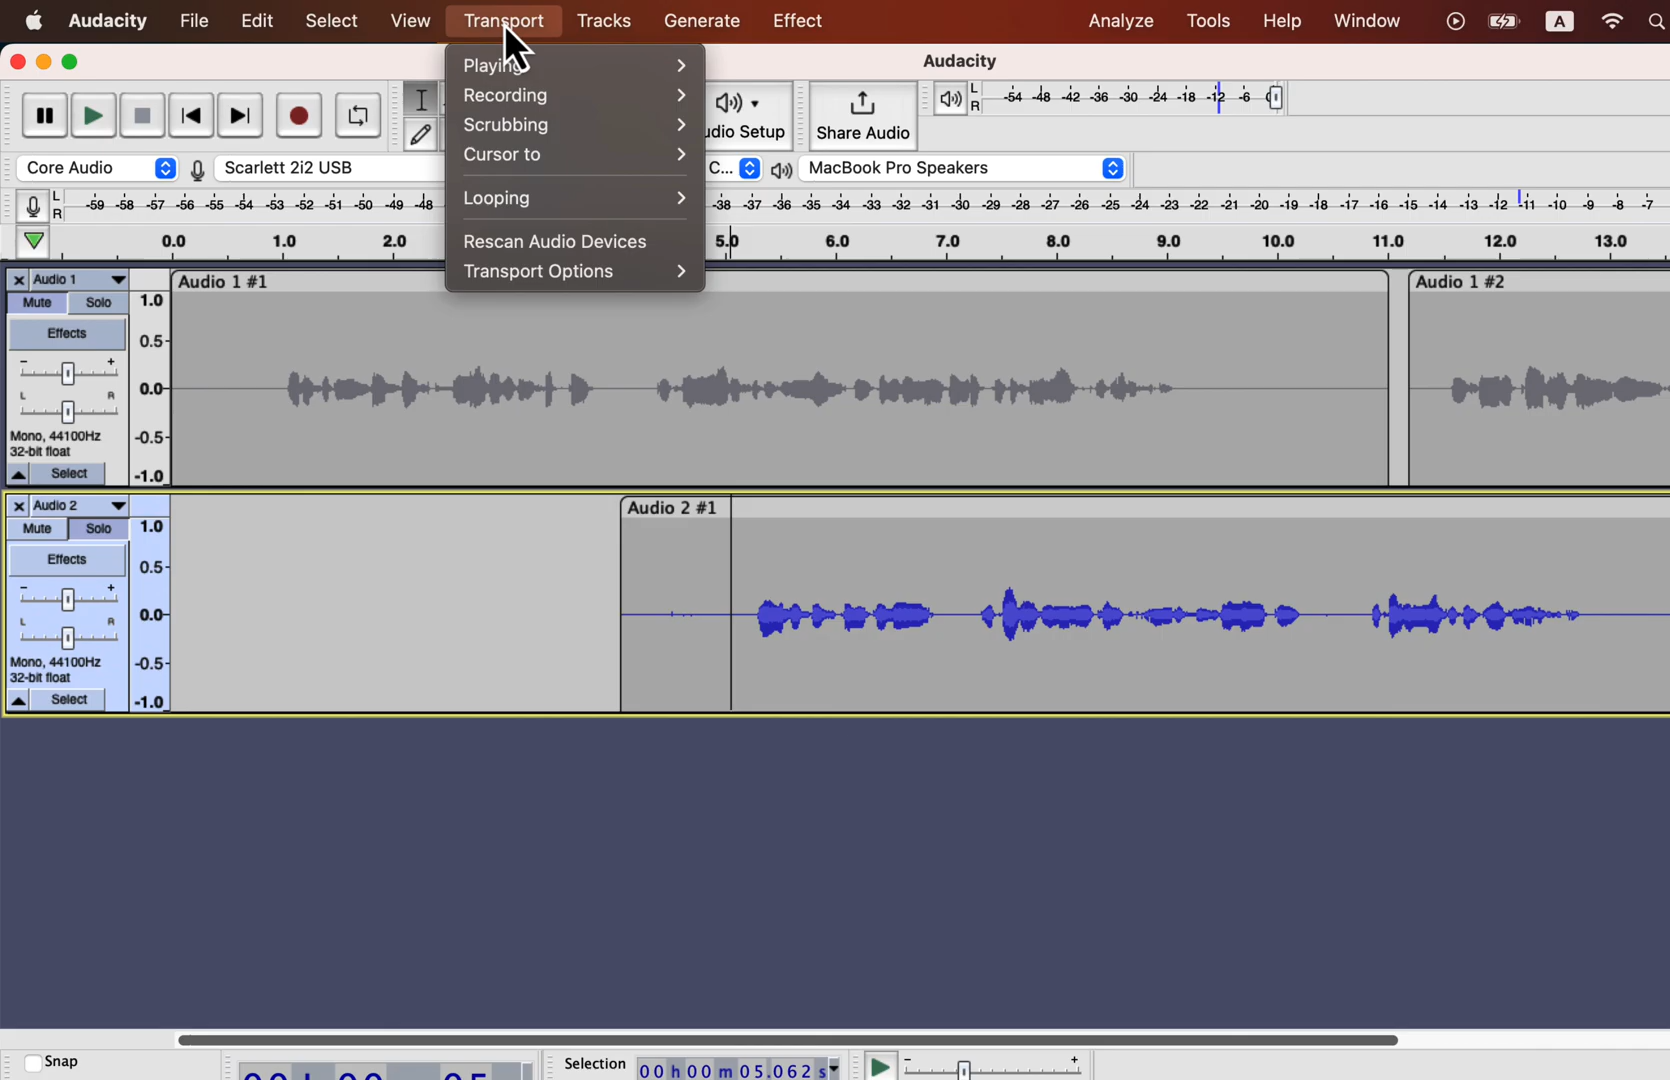 Audacity File Edit Select View Transport Tracks Generate Effect Analyze Tools Help Window A
Audacity
Playing
Recording
Scrubbing
Cursor to
Looping
Rescan Audio Devices
Transport Options
Share Audio
L
R
-54 -48 -42 -36 -30 -24 -18 -12 -6
Core Audio
Scarlett 2i2 USB
C...
MacBook Pro Speakers
L
R
-59 -58 -57 -56 -55 -54 -53 -52 -51 -50 -49 -48 -38 -37 -36 -35 -34 -33 -32 -31 -30 -29 -28 -27 -26 -25 -24 -23 -22 -21 -20 -19 -18 -17 -16 -15 -14 -13 -12 -11 -10 -9 -8 -7
0.0 1.0 2.0 5.0 6.0 7.0 8.0 9.0 10.0 11.0 12.0 13.0
Audio 1
Mute Solo
Effects
- +
L R
Mono, 44100Hz
32-bit float
Select
1.0
0.5
0.0
-0.5
-1.0
Audio 1 #1
Audio 1 #2
Audio 2
Mute Solo
Effects
- +
L R
Mono, 44100Hz
32-bit float
Select
1.0
0.5
0.0
-0.5
-1.0
Audio 2 #1
Snap
Selection
00 h 00 m 05.062 s
- +